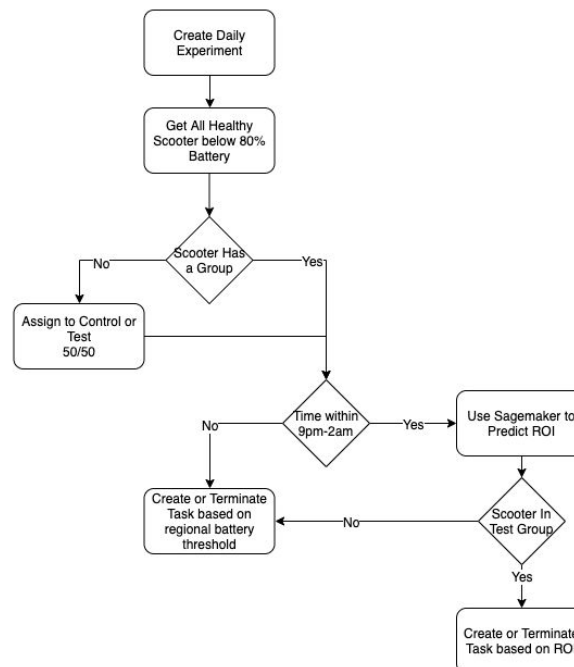 Create Daily
Experiment
Get All Healthy
Scooter below 80%
Battery
Scooter Has
a Group
No
Yes
Assign to Control or
Test
50/50
Time within
9pm-2am
No
Yes
Use Sagemaker to
Predict ROI
Create or Terminate
Task based on
regional battery
threshold
No
Scooter In
Test Group
Yes
Create or Terminate
Task based on RO